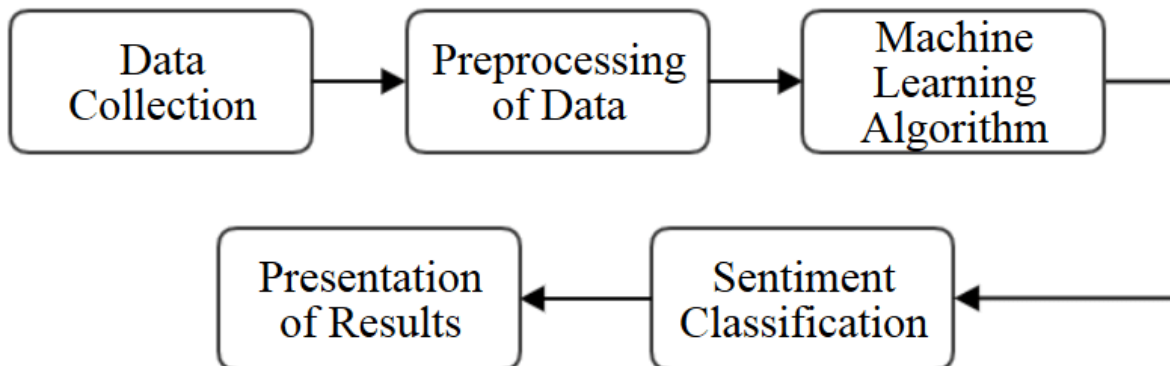 Data
Collection
Preprocessing
of Data
Machine
Learning
Algorithm
Sentiment
Classification
Presentation
of Results